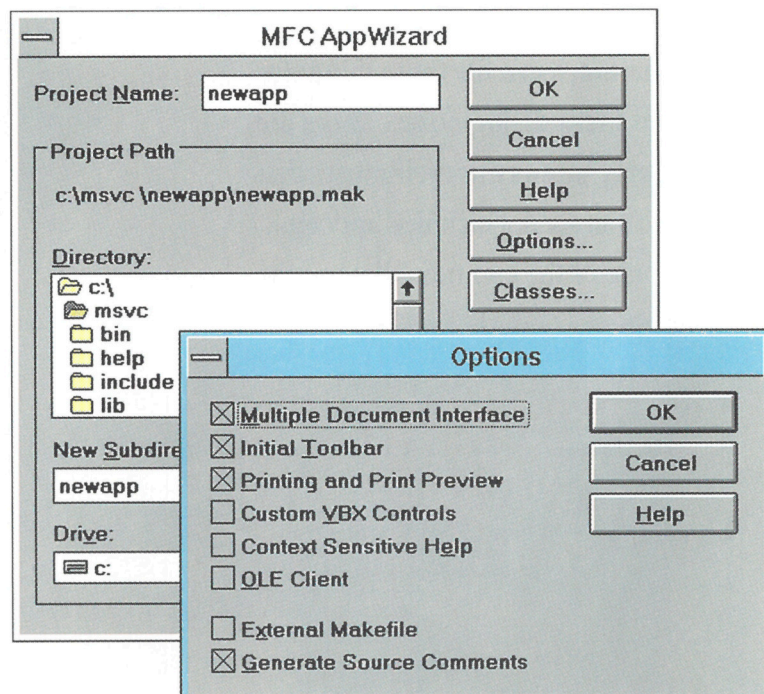 MFC AppWizard
Project Name: newapp
OK
Cancel
Help
Options...
Classes...
Project Path
c:\msvc \newapp\newapp.mak
Directory:
c:\
msvc
bin
help
include
lib
New Subdire
newapp
Drive:
c:
Options
Multiple Document Interface
Initial Toolbar
Printing and Print Preview
Custom VBX Controls
Context Sensitive Help
OLE Client
External Makefile
Generate Source Comments
OK
Cancel
Help